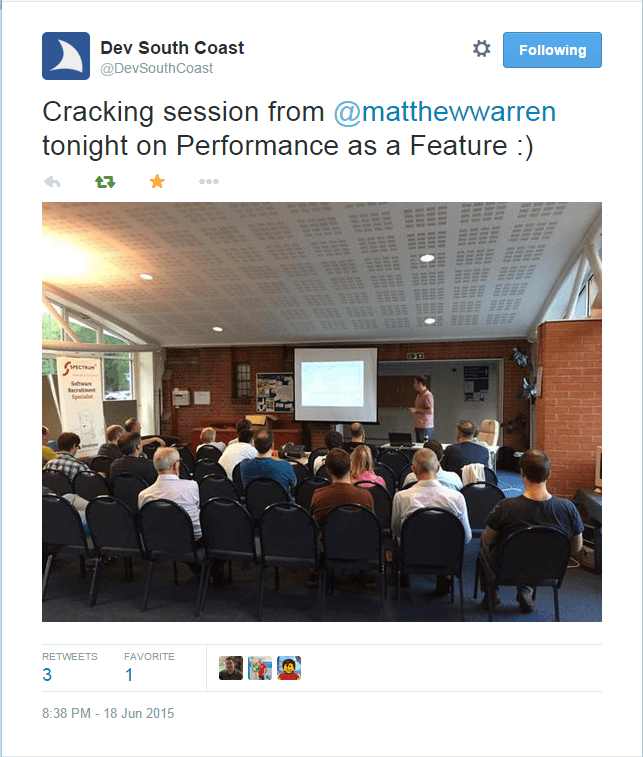 Dev South Coast
@DevSouthCoast
Following
Cracking session from @matthewwarren
tonight on Performance as a Feature :)
SPECTRUM
Software
Recruitment
Specialist
RETWEETS
FAVORITE
3
1
8:38 PM - 18 Jun 2015